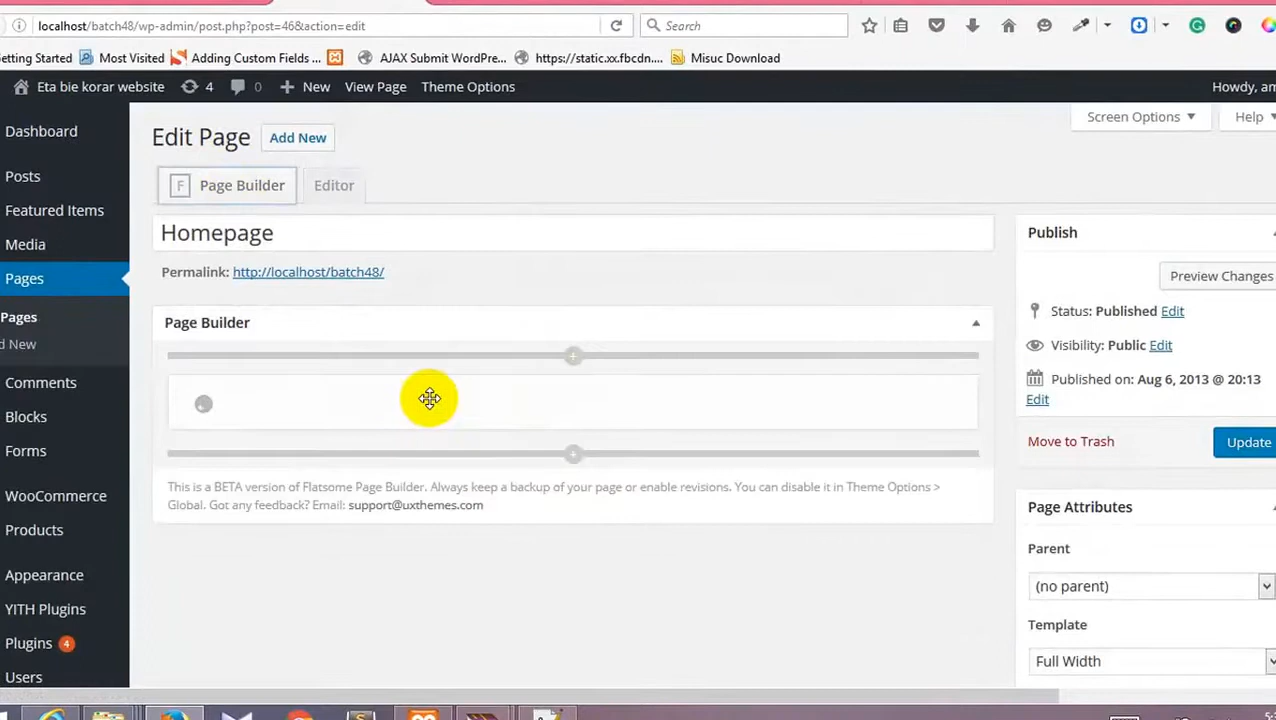 localhost/batch48/wp-admin/post.php?post=46&action=edit Search
etting Started Most Visited Adding Custom Fields ... AJAX Submit WordPre... https://static.xx.fbcdn.... Misuc Download
Eta bie korar website 4 0 New View Page Theme Options Howdy, am
Dashboard
Posts
Featured Items
Media
Pages
Pages
d New
Comments
Blocks
Forms
WooCommerce
Products
Appearance
YITH Plugins
Plugins 4
Users
Edit Page Add New
Screen Options Help
F Page Builder Editor
Homepage
Permalink: http://localhost/batch48/
Page Builder
This is a BETA version of Flatsome Page Builder. Always keep a backup of your page or enable revisions. You can disable it in Theme Options >
Global. Got any feedback? Email: support@uxthemes.com
Publish
Preview Changes
Status: Published Edit
Visibility: Public Edit
Published on: Aug 6, 2013 @ 20:13
Edit
Move to Trash Update
Page Attributes
Parent
(no parent)
Template
Full Width